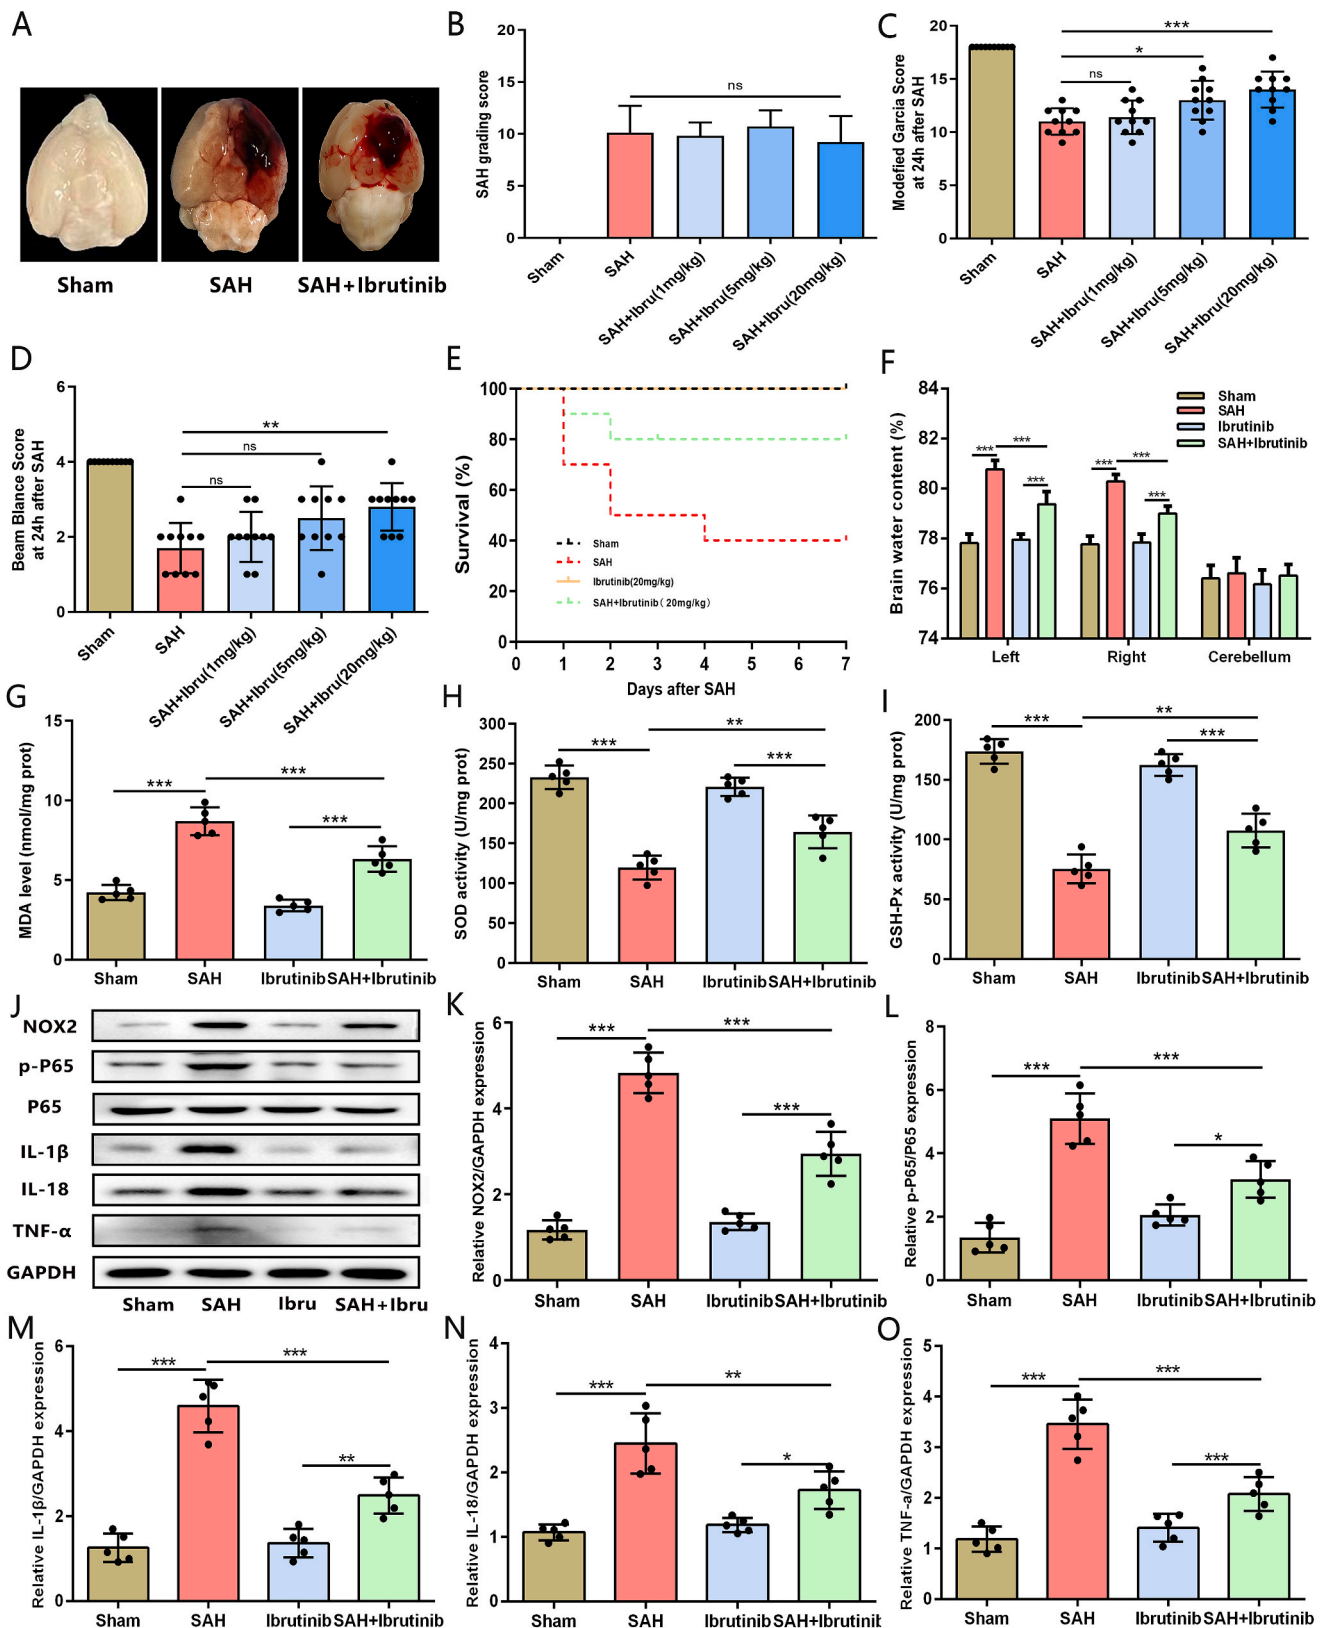 A
Sham
SAH
SAH+Ibrutinib
B
SAH grading score
20
15
10
5
0
ns
Sham
SAH
SAH+Ibru(1mg/kg)
SAH+Ibru(5mg/kg)
SAH+Ibru(20mg/kg)
C
Modefied Garcia Score
at 24h after SAH
20
15
10
5
0
***
*
ns
Sham
SAH
SAH+Ibru(1mg/kg)
SAH+Ibru(5mg/kg)
SAH+Ibru(20mg/kg)
D
Beam Blance Score
at 24h after SAH
6
4
2
0
**
ns
ns
Sham
SAH
SAH+Ibru(1mg/kg)
SAH+Ibru(5mg/kg)
SAH+Ibru(20mg/kg)
E
Survival (%)
100
80
60
40
20
0
Sham
SAH
Ibrutinib(20mg/kg)
SAH+Ibrutinib( 20mg/kg)
0 1 2 3 4 5 6 7
Days after SAH
F
Brain water content (%)
84
82
80
78
76
74
Sham
SAH
Ibrutinib
SAH+Ibrutinib
*** *** ***
*** *** ***
Left Right Cerebellum
G
MDA level (nmol/mg prot)
15
10
5
0
***
***
***
Sham SAH Ibrutinib SAH+Ibrutinib
H
SOD activity (U/mg prot)
300
250
200
150
100
50
0
**
***
***
Sham SAH Ibrutinib SAH+Ibrutinib
I
GSH-Px activity (U/mg prot)
200
150
100
50
0
**
***
***
Sham SAH Ibrutinib SAH+Ibrutinib
J
NOX2
p-P65
P65
IL-1β
IL-18
TNF-α
GAPDH
Sham SAH Ibru SAH+Ibru
K
Relative NOX2/GAPDH expression
6
4
2
0
***
***
***
Sham SAH Ibrutinib SAH+Ibrutinib
L
Relative p-P65/P65 expression
8
6
4
2
0
***
***
*
Sham SAH Ibrutinib SAH+Ibrutinib
M
Relative IL-1β/GAPDH expression
6
4
2
0
***
***
**
Sham SAH Ibrutinib SAH+Ibrutinib
N
Relative IL-18/GAPDH expression
4
3
2
1
0
**
***
*
Sham SAH Ibrutinib SAH+Ibrutinib
O
Relative TNF-a/GAPDH expression
5
4
3
2
1
0
***
***
***
Sham SAH Ibrutinib SAH+Ibrutinib